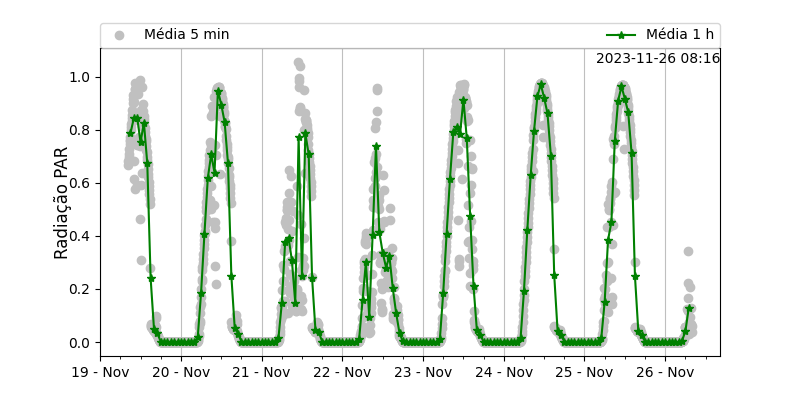 Média 5 min
Média 1 h
2023-11-26 08:16
Radiação PAR
1.0
0.8
0.6
0.4
0.2
0.0
19 - Nov
20 - Nov
21 - Nov
22 - Nov
23 - Nov
24 - Nov
25 - Nov
26 - Nov